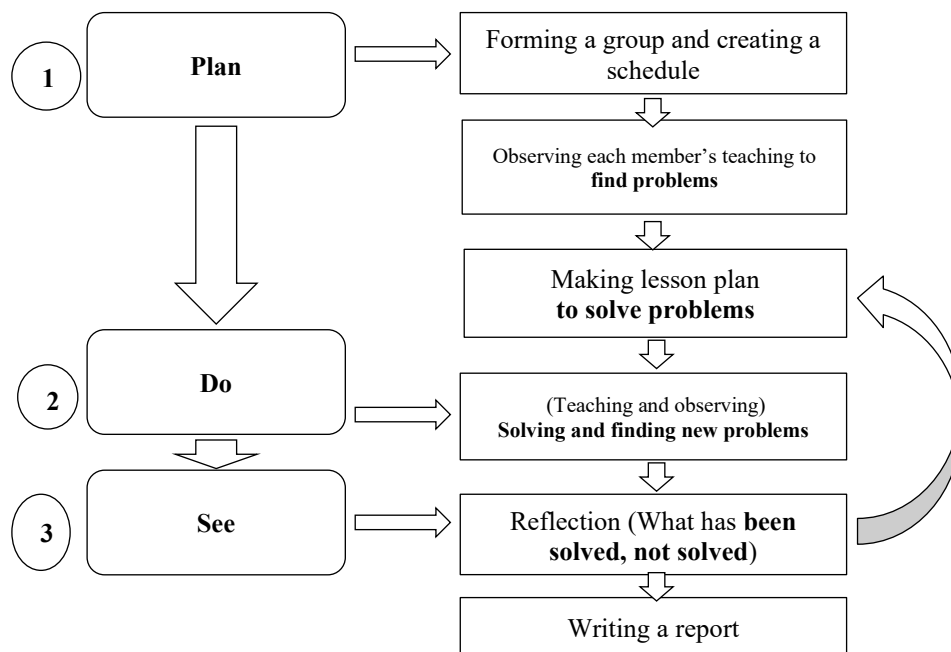 1
Plan
Forming a group and creating a
schedule
Observing each member’s teaching to
find problems
Making lesson plan
to solve problems
2
Do
(Teaching and observing)
Solving and finding new problems
3
See
Reflection (What has been
solved, not solved)
Writing a report